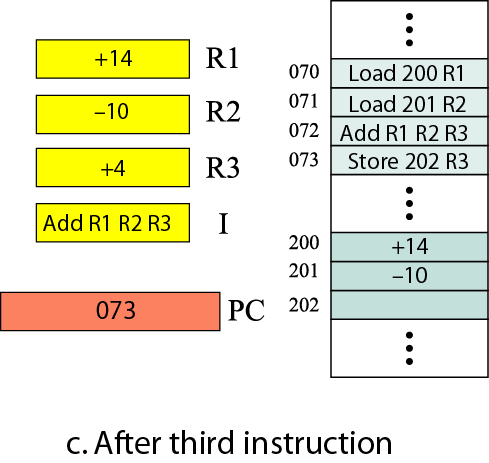 +14 R1
–10 R2
+4 R3
Add R1 R2 R3 I
073 PC
070 Load 200 R1
071 Load 201 R2
072 Add R1 R2 R3
073 Store 202 R3
200 +14
201 –10
202
c. After third instruction